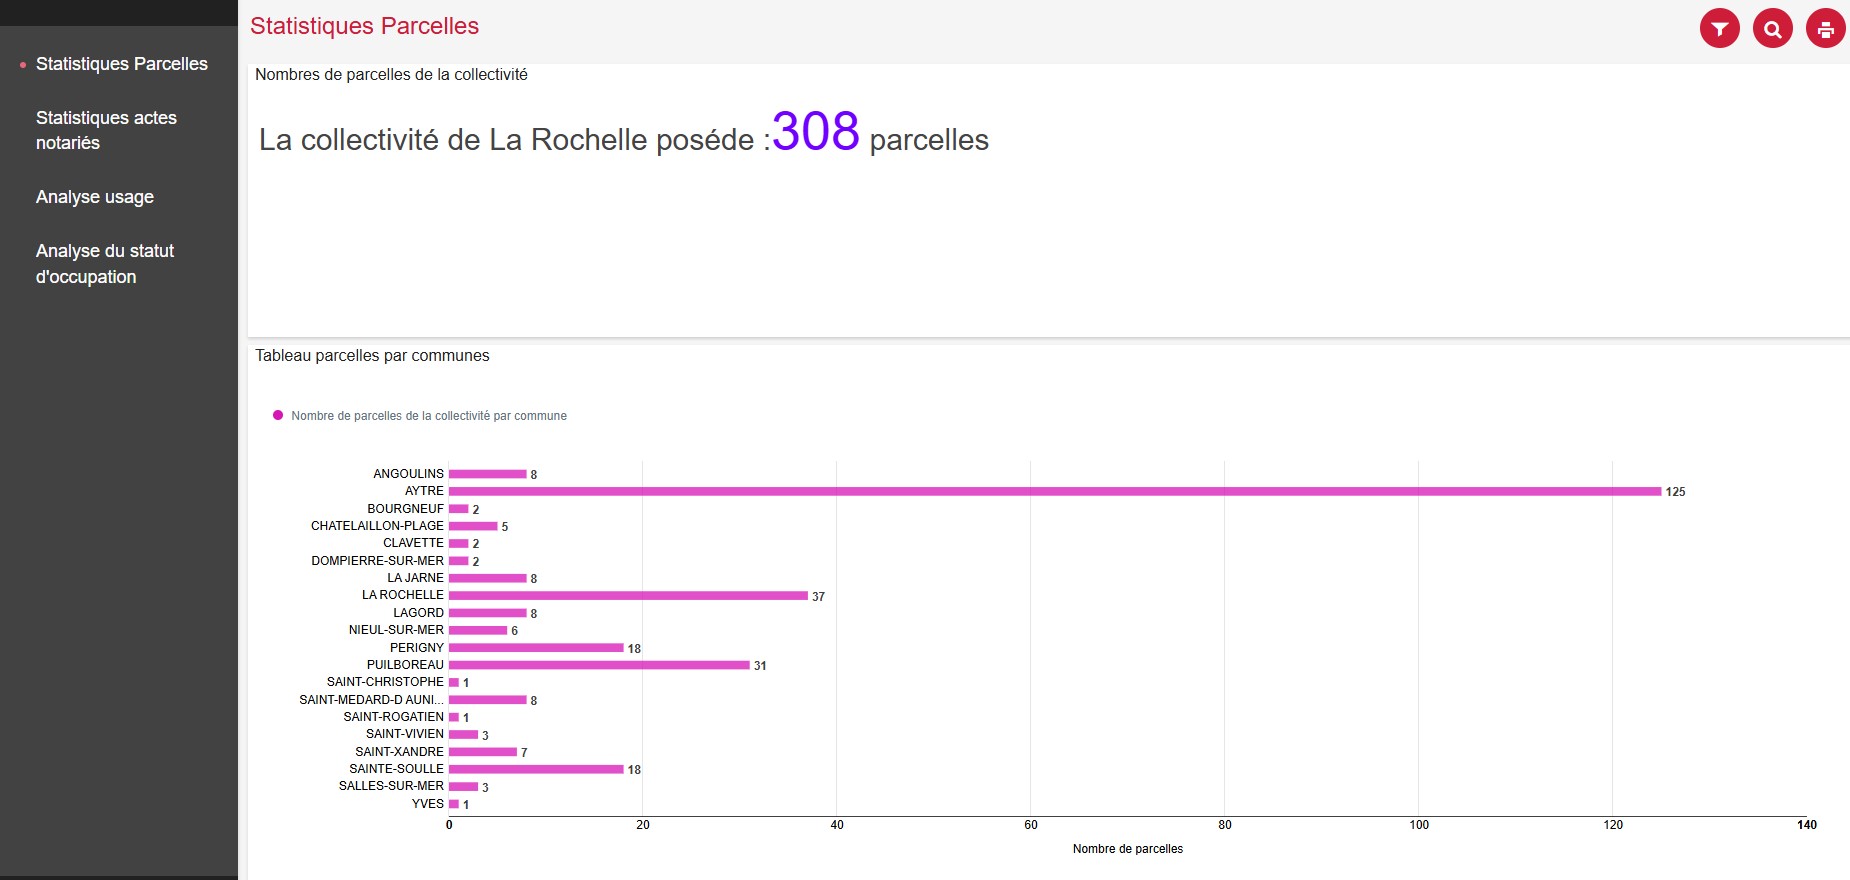 Statistiques Parcelles
Statistiques actes
notariés
Analyse usage
Analyse du statut
d'occupation
Statistiques Parcelles
Nombres de parcelles de la collectivité
La collectivité de La Rochelle poséde :308 parcelles
Tableau parcelles par communes
Nombre de parcelles de la collectivité par commune
ANGOULINS 8
AYTRE 125
BOURGNEUF 2
CHATELAILLON-PLAGE 5
CLAVETTE 2
DOMPIERRE-SUR-MER 2
LA JARNE 8
LA ROCHELLE 37
LAGORD 8
NIEUL-SUR-MER 6
PERIGNY 18
PUILBOREAU 31
SAINT-CHRISTOPHE 1
SAINT-MEDARD-D AUNI... 8
SAINT-ROGATIEN 1
SAINT-VIVIEN 3
SAINT-XANDRE 7
SAINTE-SOULLE 18
SALLES-SUR-MER 3
YVES 1
0 20 40 60 80 100 120 140
Nombre de parcelles